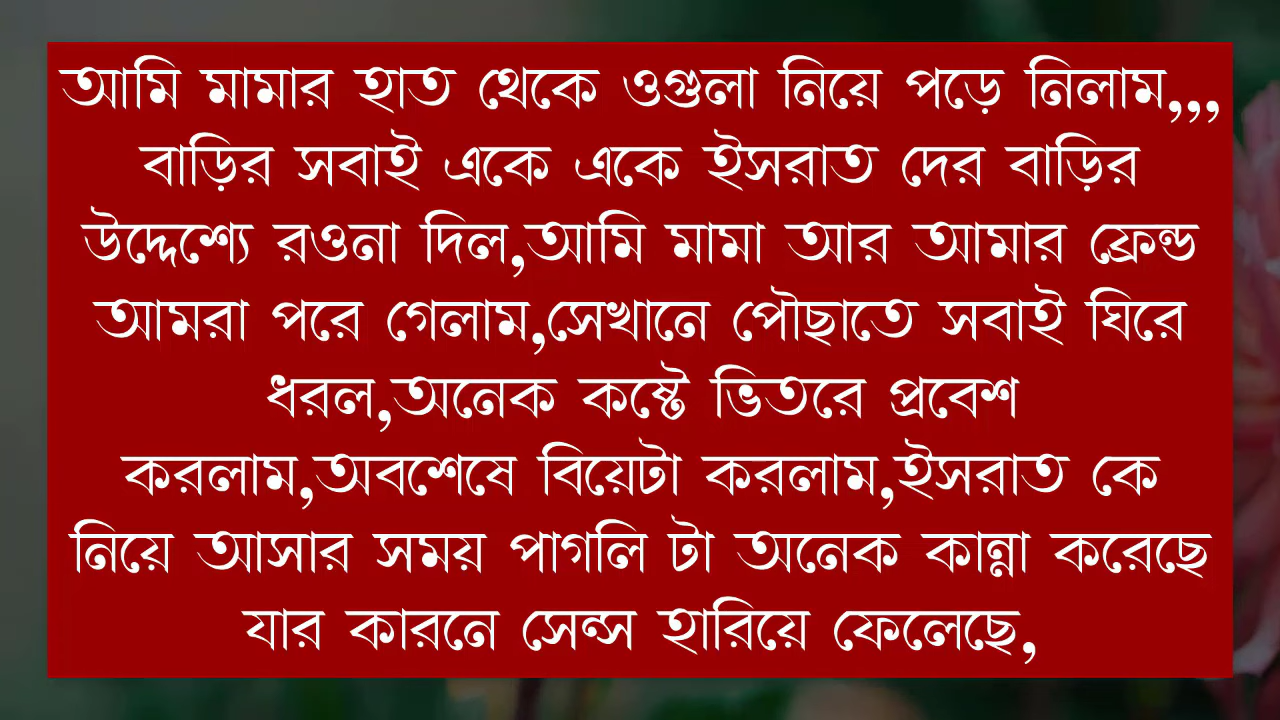 আমি মামার হাত থেকে ওগুলা নিয়ে পড়ে নিলাম,,,
বাড়ির সবাই একে একে ইসরাত দের বাড়ির
উদ্দেশ্যে রওনা দিল,আমি মামা আর আমার ফ্রেন্ড
আমরা পরে গেলাম,সেখানে পৌছাতে সবাই ঘিরে
ধরল,অনেক কষ্টে ভিতরে প্রবেশ
করলাম,অবশেষে বিয়েটা করলাম,ইসরাত কে
নিয়ে আসার সময় পাগলি টা অনেক কান্না করেছে
যার কারনে সেন্স হারিয়ে ফেলেছে,